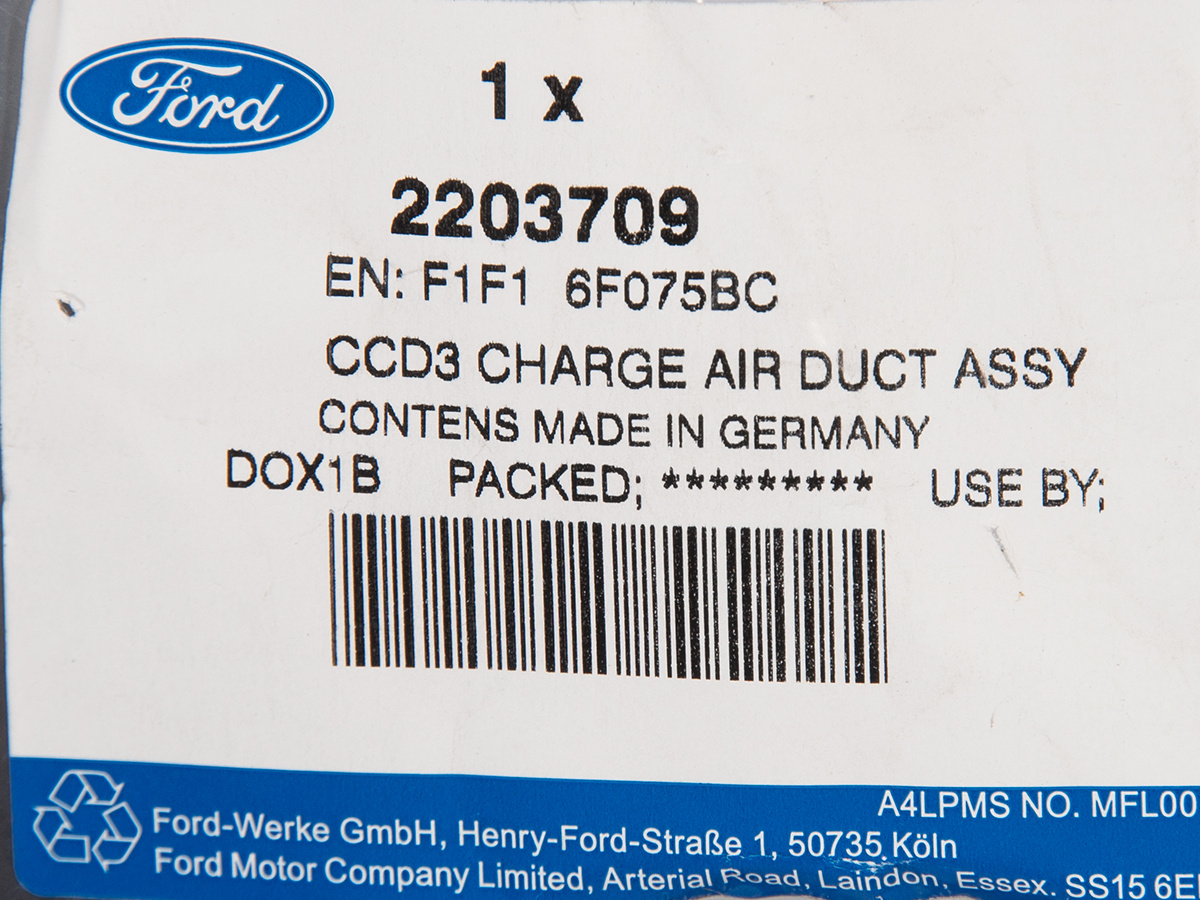 Ford
1 x
2203709
EN: F1F1 6F075BC
CCD3 CHARGE AIR DUCT ASSY
CONTENS MADE IN GERMANY
DOX1B PACKED; ********* USE BY;
A4LPMS NO. MFL00
Ford-Werke GmbH, Henry-Ford-Straße 1, 50735 Köln
Ford Motor Company Limited, Arterial Road, Laindon, Essex. SS15 6E